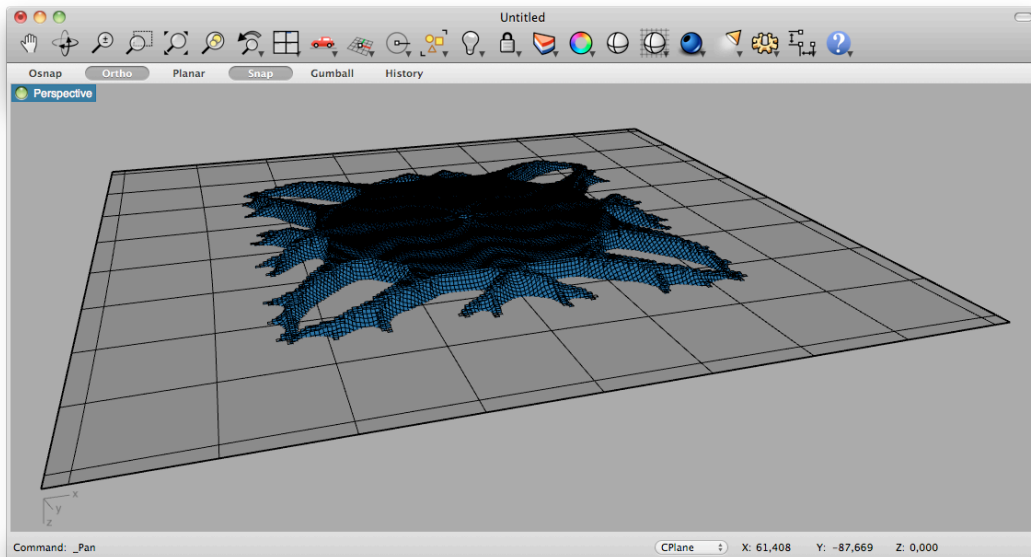 Untitled
Osnap Ortho Planar Snap Gumball History
Perspective
x
y
z
Command: _Pan CPlane X: 61,408 Y: -87,669 Z: 0,000